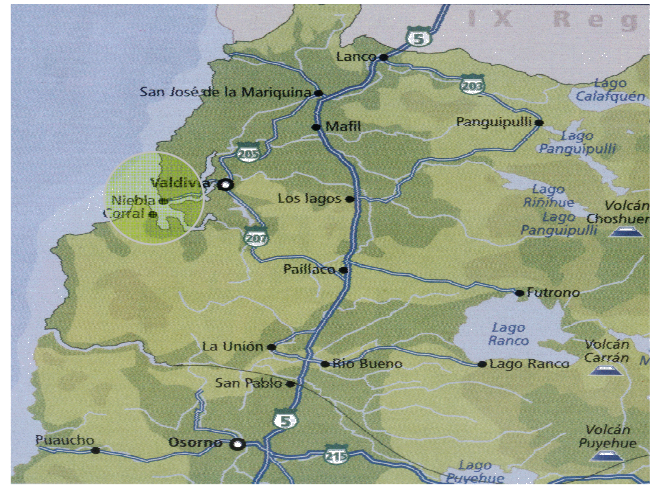 IX Reg
5
Lanco
Lago
Calafquén
203
San José de la Mariquina
Panguipulli
Mafil
Lago
Panguipulli
205
Valdivia
Niebla
Corral
Los lagos
Lago
Riñihue
Lago
Panguipulli
Volcán
Choshuen
207
Paillaco
Futrono
Lago
Ranco
La Unión
Rio Bueno
Lago Ranco
Volcán
Carrán
San Pablo
5
Puaucho
Osorno
215
Volcán
Puyehue
Lago
Puyehue